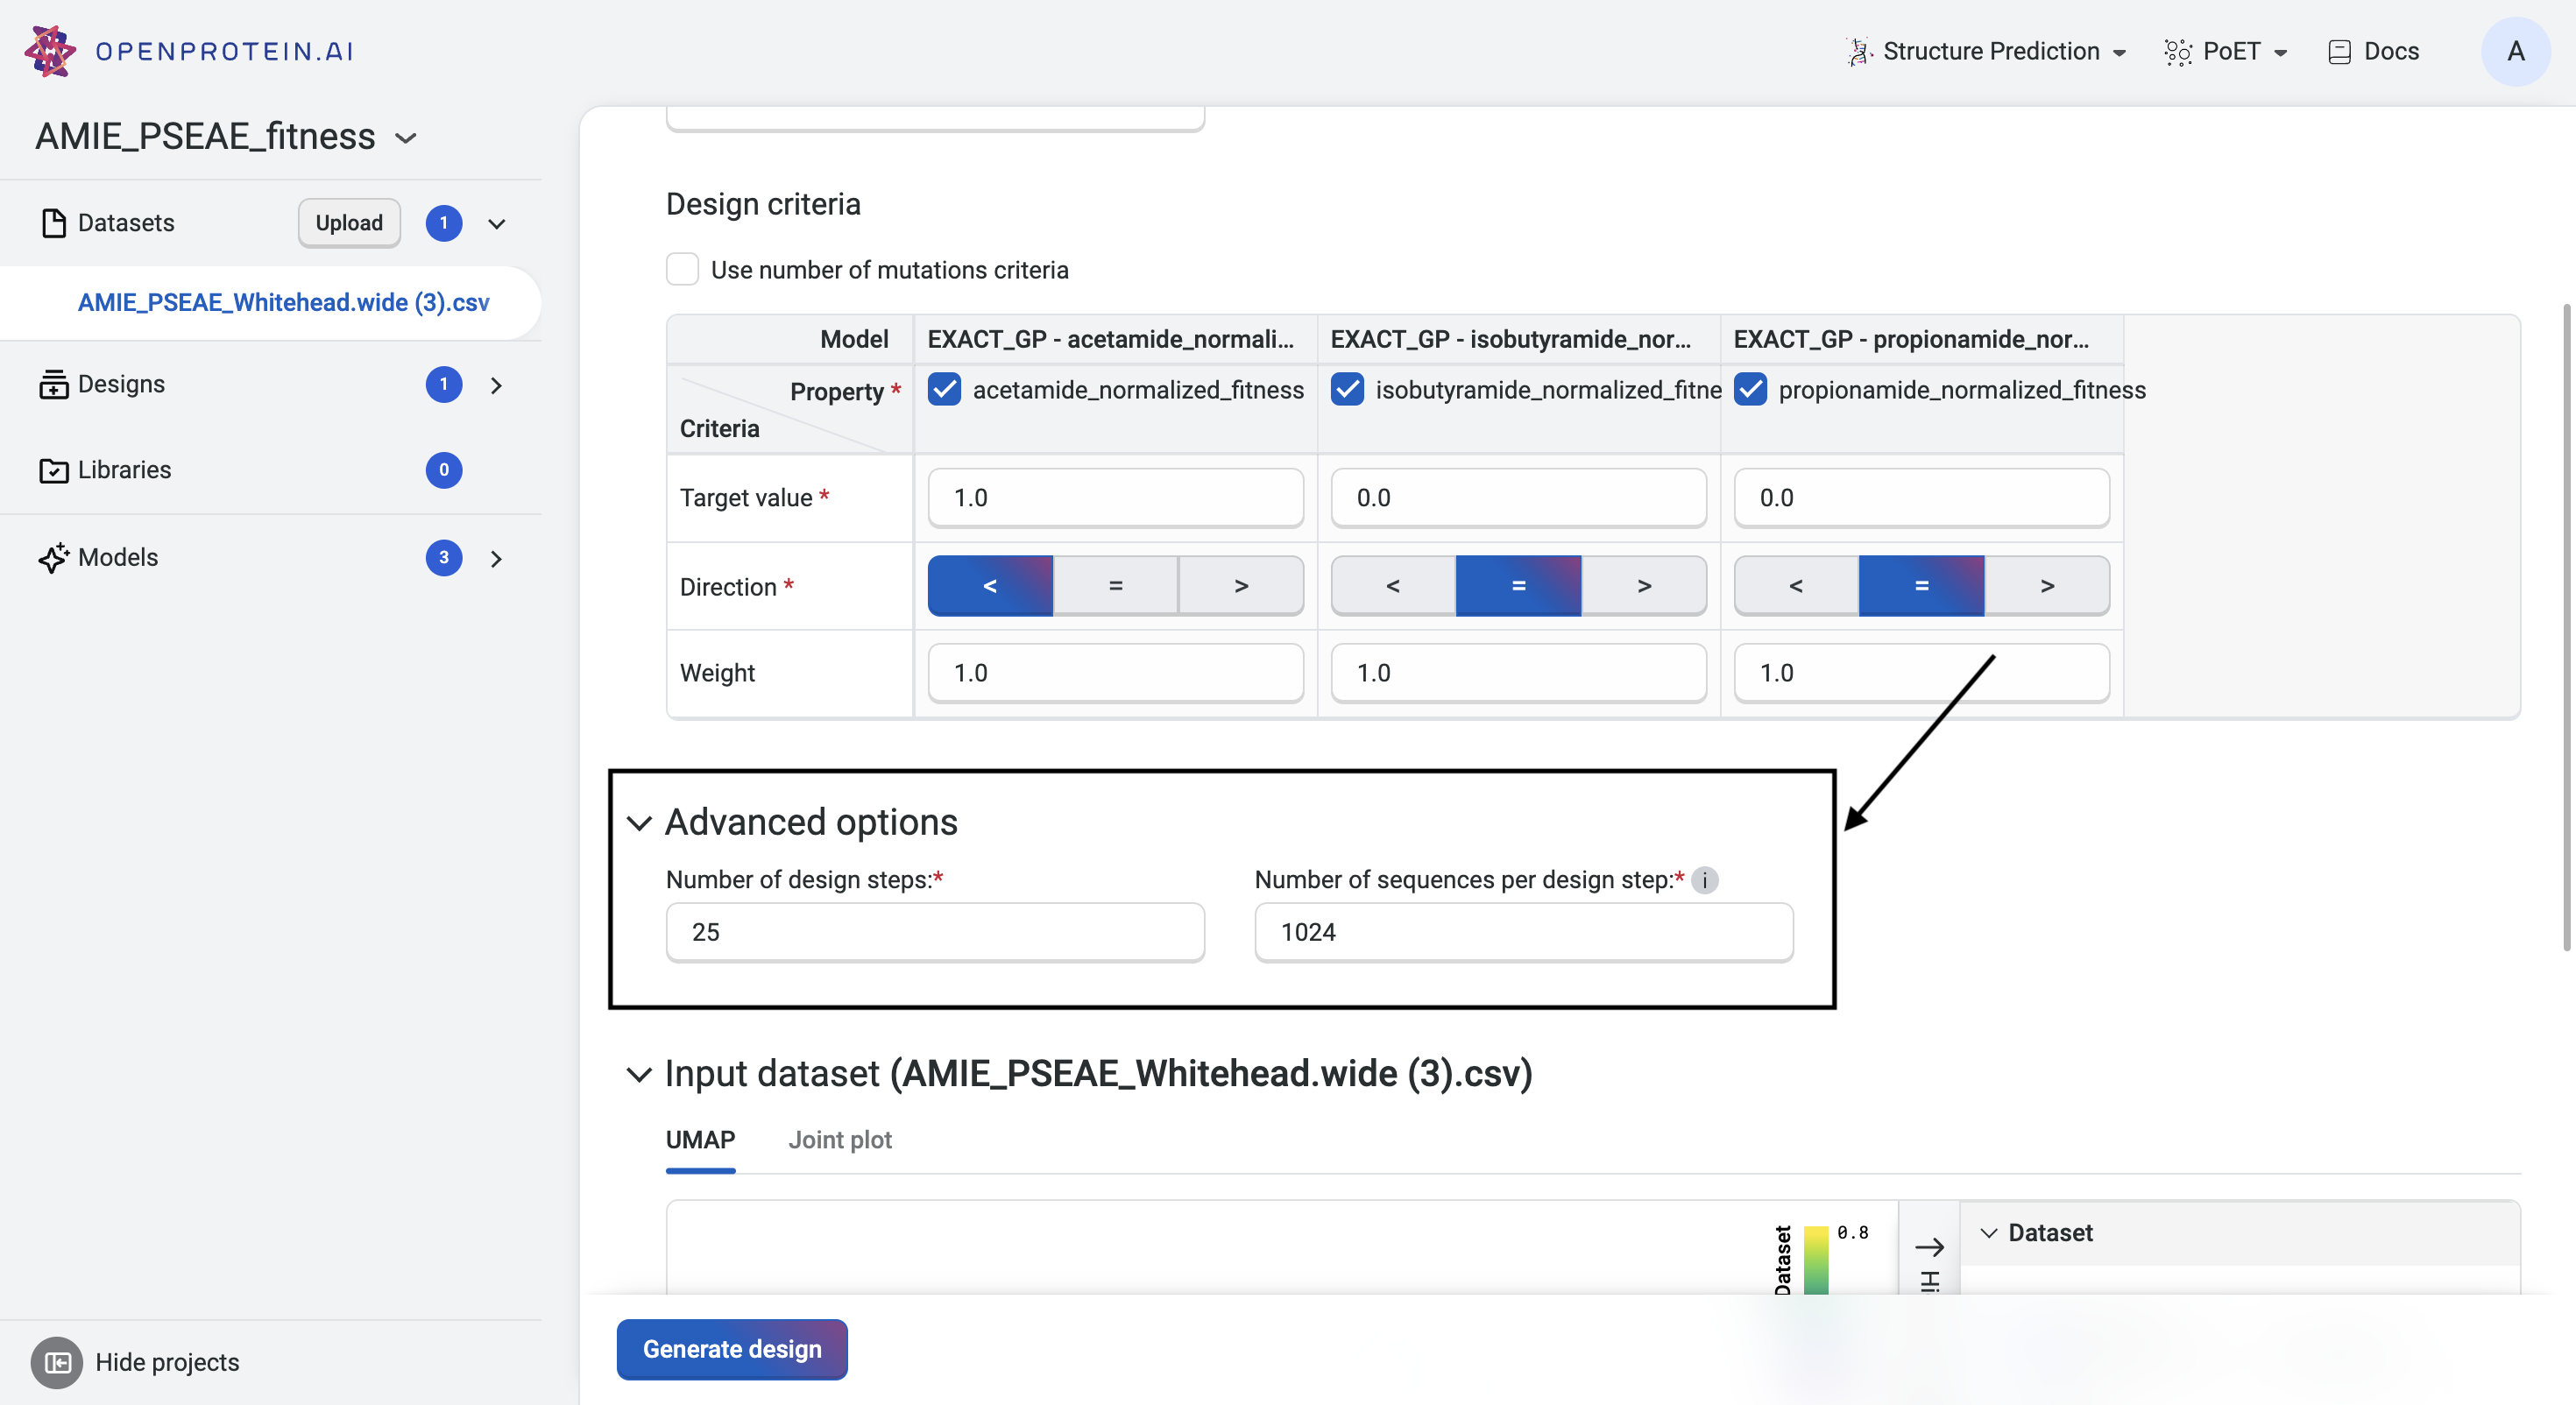 OPENPROTEIN.AI
Structure Prediction
PoET
Docs
A
AMIE_PSEAE_fitness
Datasets
Upload
1
AMIE_PSEAE_Whitehead.wide (3).csv
Designs
1
Libraries
0
Models
3
Hide projects
Design criteria
Use number of mutations criteria
Model
EXACT_GP - acetamide_normali...
EXACT_GP - isobutyramide_nor...
EXACT_GP - propionamide_nor...
Property *
Criteria
acetamide_normalized_fitness
isobutyramide_normalized_fitne
propionamide_normalized_fitness
Target value *
1.0
0.0
0.0
Direction *
< = >
< = >
< = >
Weight
1.0
1.0
1.0
Advanced options
Number of design steps:*
25
Number of sequences per design step:* i
1024
Input dataset (AMIE_PSEAE_Whitehead.wide (3).csv)
UMAP
Joint plot
Dataset
0.8
Hi
Dataset
Generate design